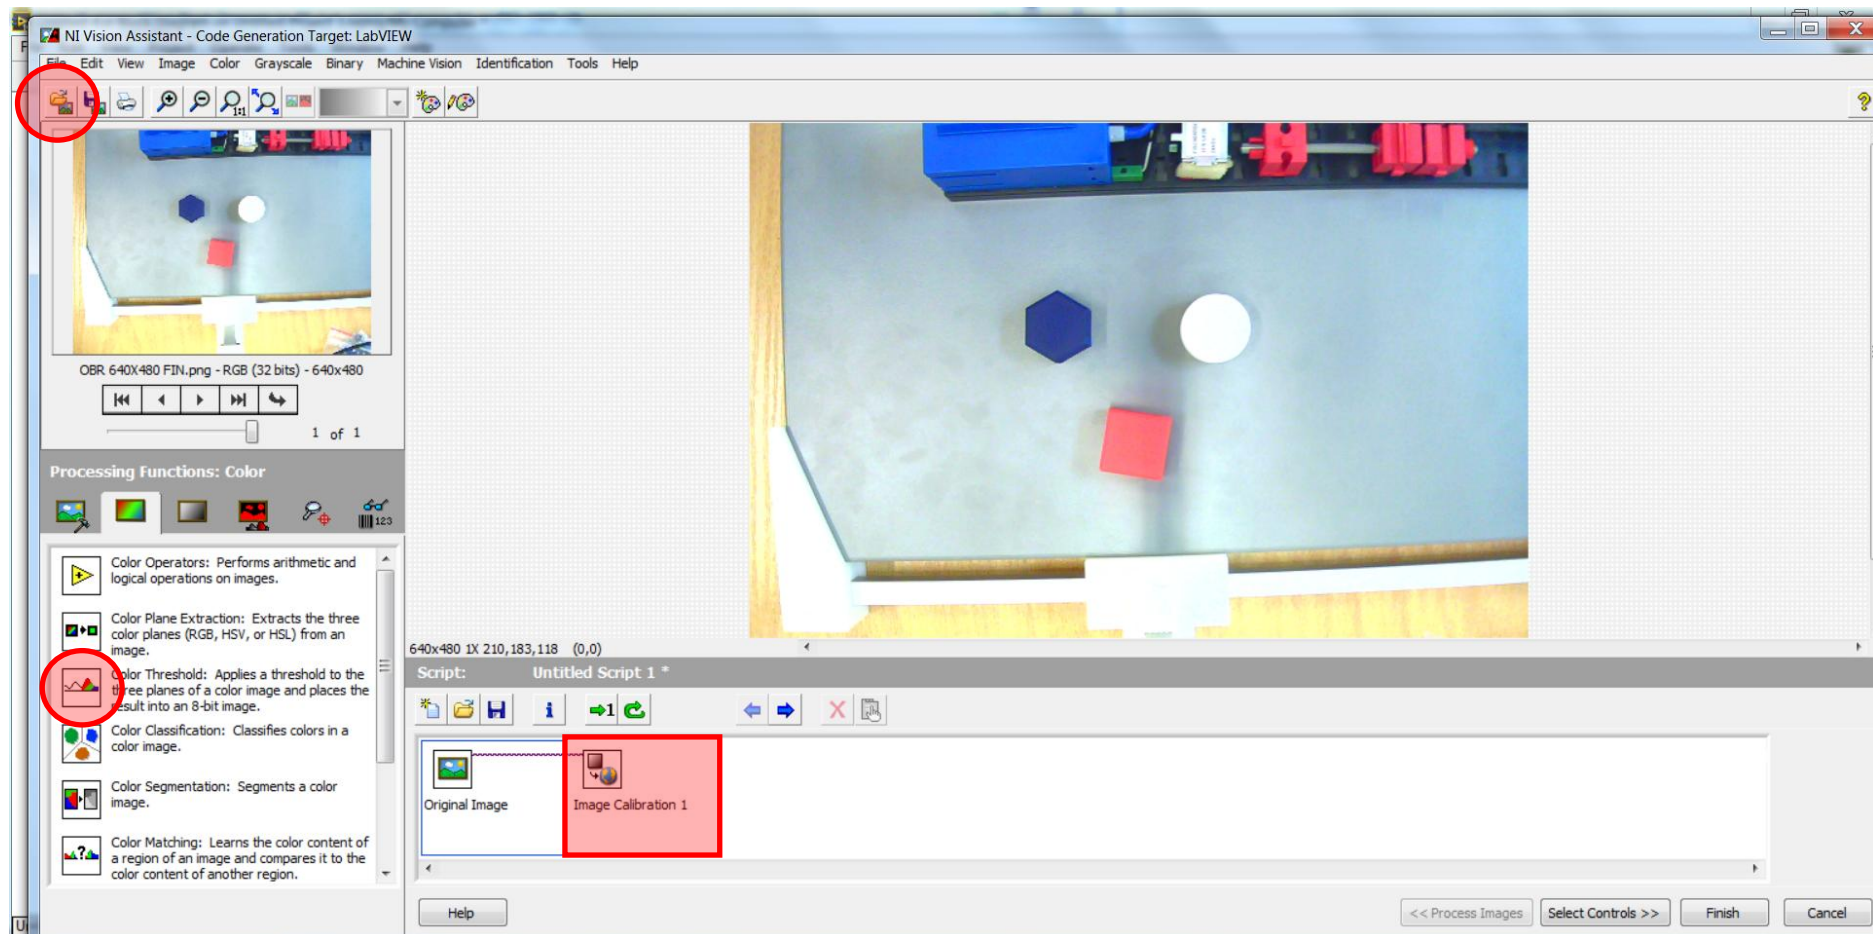 NI Vision Assistant - Code Generation Target: LabVIEW
File Edit View Image Color Grayscale Binary Machine Vision Identification Tools Help
1:1
OBR 640X480 FIN.png - RGB (32 bits) - 640x480
1 of 1
Processing Functions: Color
123
Color Operators: Performs arithmetic and
logical operations on images.
Color Plane Extraction: Extracts the three
color planes (RGB, HSV, or HSL) from an
image.
Color Threshold: Applies a threshold to the
three planes of a color image and places the
result into an 8-bit image.
Color Classification: Classifies colors in a
color image.
Color Segmentation: Segments a color
image.
Color Matching: Learns the color content of
a region of an image and compares it to the
color content of another region.
640x480 1X 210,183,118 (0,0)
Script: Untitled Script 1 *
1
Original Image
Image Calibration 1
Help
<< Process Images
Select Controls >>
Finish
Cancel